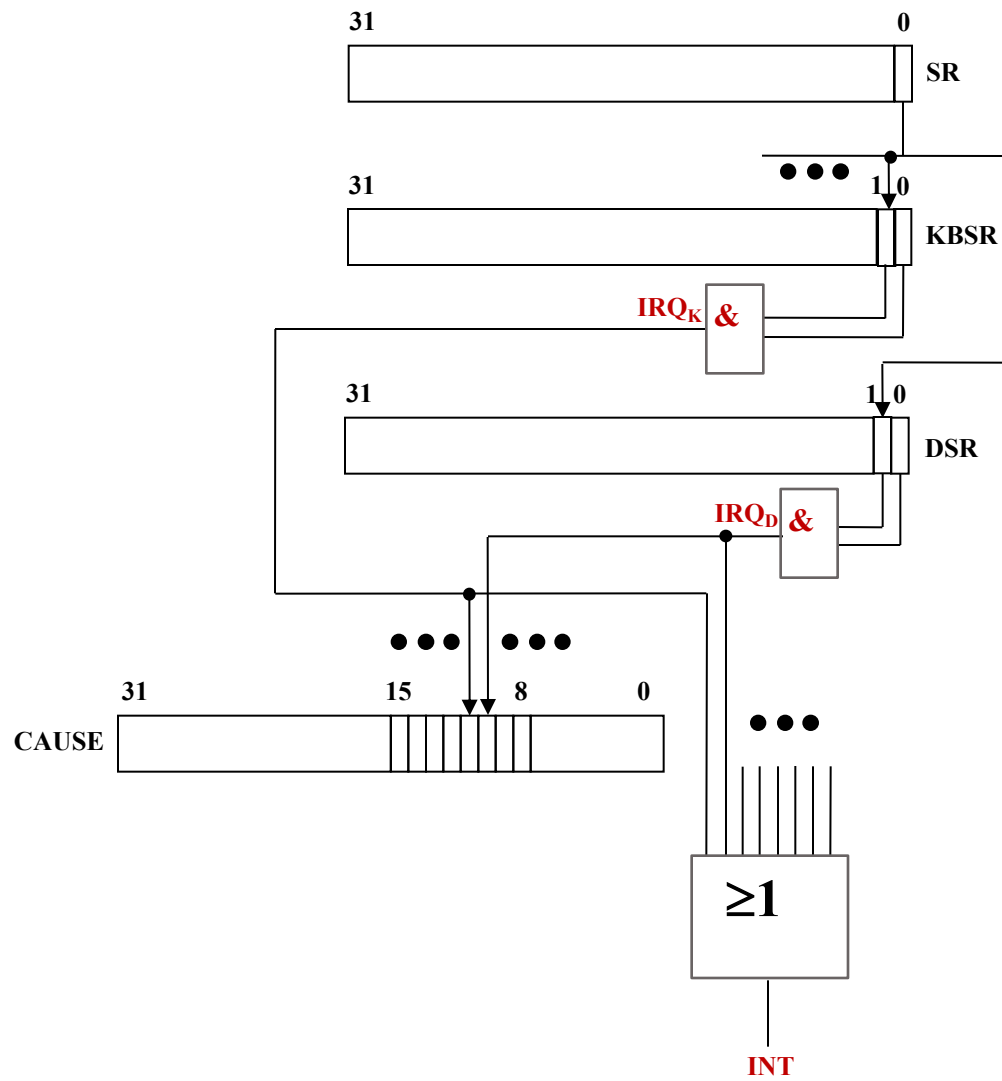 31 0
SR
31 1 0
KBSR
IRQK &
31 1 0
DSR
IRQD &
31 15 8 0
CAUSE
≥1
INT